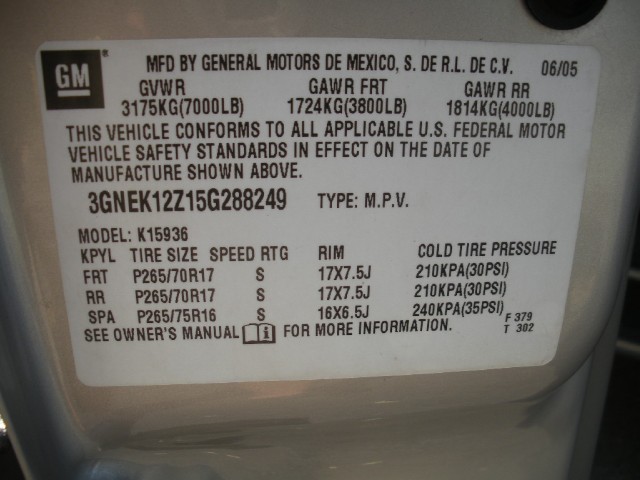 GM ® MFD BY GENERAL MOTORS DE MEXICO, S. DE R.L. DE C.V. 06/05
GVWR GAWR FRT GAWR RR
3175KG(7000LB) 1724KG(3800LB) 1814KG(4000LB)
THIS VEHICLE CONFORMS TO ALL APPLICABLE U.S. FEDERAL MOTOR
VEHICLE SAFETY STANDARDS IN EFFECT ON THE DATE OF
MANUFACTURE SHOWN ABOVE.
3GNEK12Z15G288249 TYPE: M.P.V.
MODEL: K15936
KPYL TIRE SIZE SPEED RTG RIM COLD TIRE PRESSURE
FRT P265/70R17 S 17X7.5J 210KPA(30PSI)
RR P265/70R17 S 17X7.5J 210KPA(30PSI)
SPA P265/75R16 S 16X6.5J 240KPA(35PSI) F 379
SEE OWNER'S MANUAL FOR MORE INFORMATION. T 302